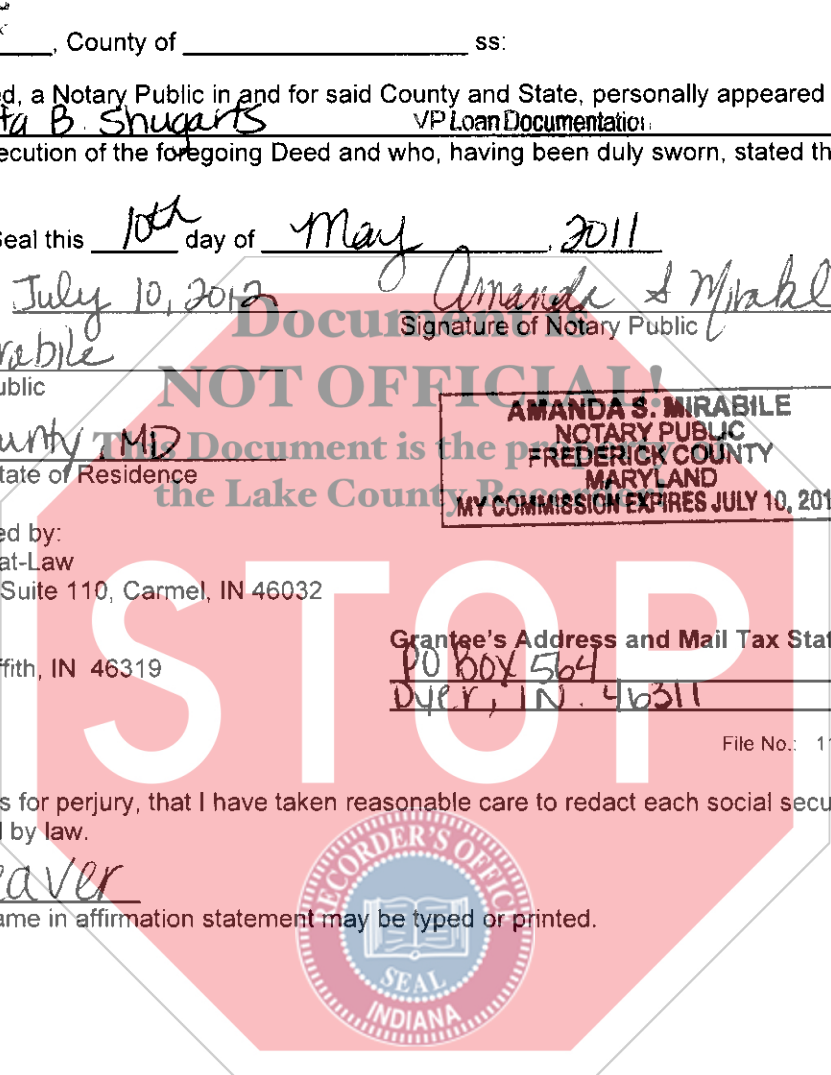 , County of ss:
ed, a Notary Public in and for said County and State, personally appeared
ta B. Shugarts VP Loan Documentation
ecution of the foregoing Deed and who, having been duly sworn, stated th
Seal this 10th day of May, 2011
July 10, 2012 Amanda S Mirabile
Signature of Notary Public
rabile
ublic
Document is
NOT OFFICIAL!
This Document is the property of
the Lake County Recorder!
AMANDA S. MIRABILE
NOTARY PUBLIC
FREDERICK COUNTY
MARYLAND
MY COMMISSION EXPIRES JULY 10, 201
unty, MD
tate of Residence
ed by:
at-Law
Suite 110, Carmel, IN 46032
ffith, IN 46319
Grantee's Address and Mail Tax Stat
PO BOX 564
Dyer, IN. 46311
STOP
File No.: 11
s for perjury, that I have taken reasonable care to redact each social secu
d by law.
eaver
ame in affirmation statement may be typed or printed.
RECORDER'S OFFICE
SEAL
INDIANA